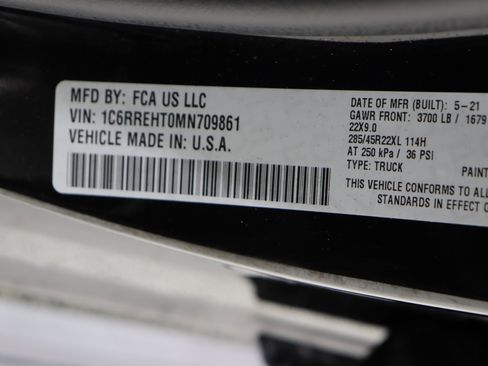 MFD BY: FCA US LLC
VIN: 1C6RREHT0MN709861
VEHICLE MADE IN: U.S.A.
DATE OF MFR (BUILT): 5-21
GAWR FRONT: 3700 LB / 1679
22X9.0
285/45R22XL 114H
AT 250 kPa / 36 PSI
TYPE: TRUCK PAINT
THIS VEHICLE CONFORMS TO
STANDARDS IN EFFECT